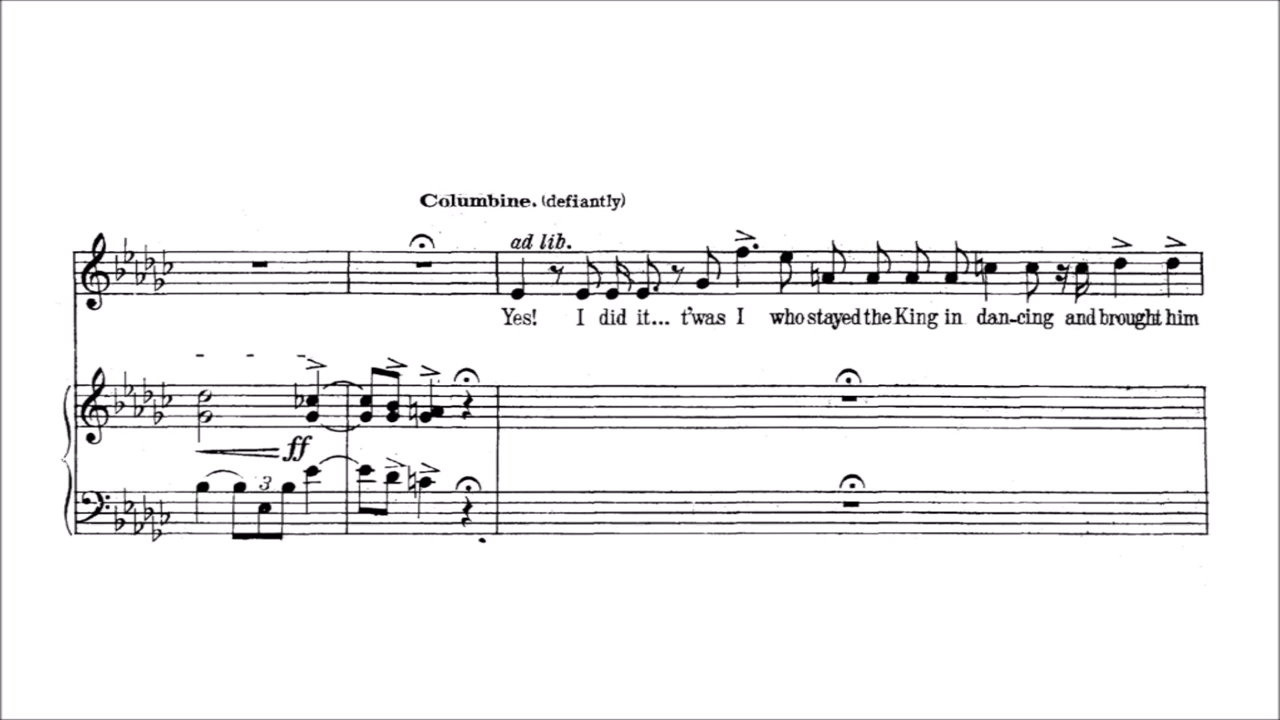 Columbine. (defiantly)
ad lib.
Yes! I did it... t'was I who stayed the King in dan-cing and brought him
ff
3